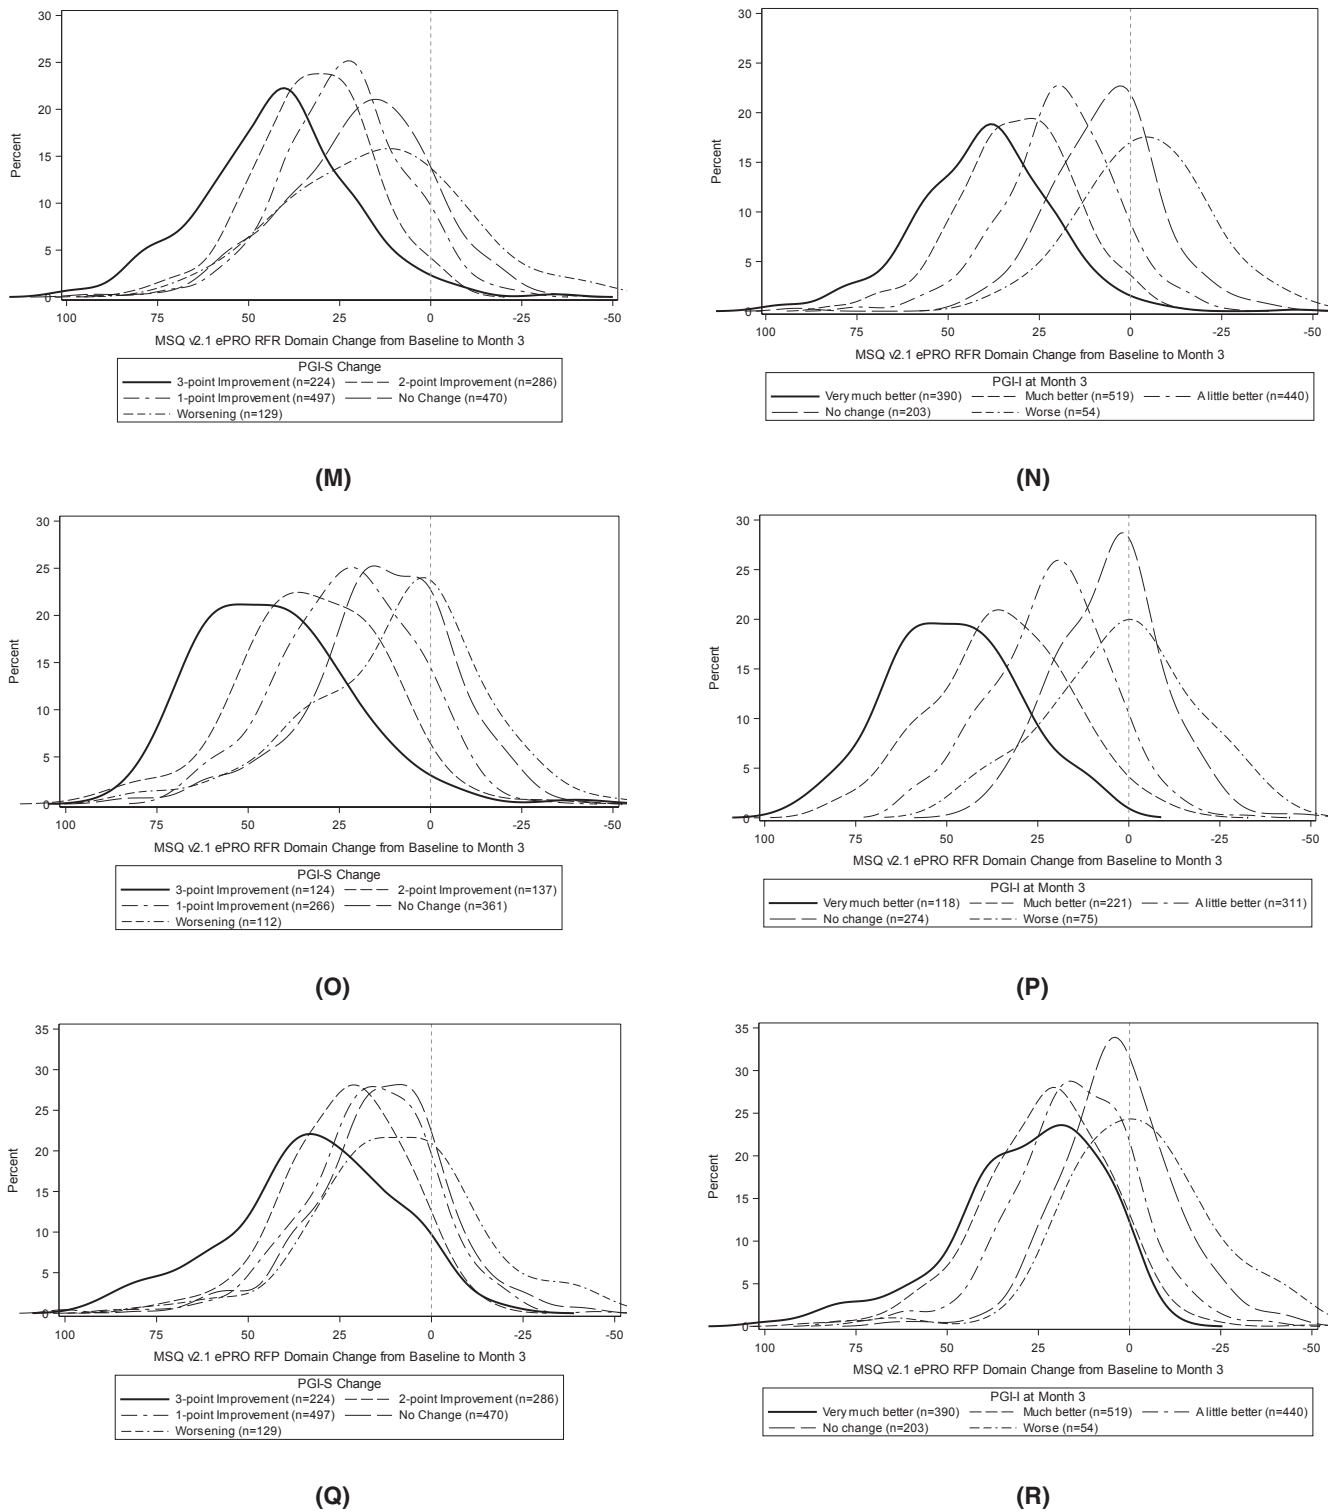 30
25
20
15
10
5
0
Percent
100 75 50 25 0 -25 -50
MSQ v2.1 ePRO RFR Domain Change from Baseline to Month 3
PGI-S Change
3-point Improvement (n=224) 2-point Improvement (n=286)
1-point Improvement (n=497) No Change (n=470)
Worsening (n=129)
(M)
30
25
20
15
10
5
0
Percent
100 75 50 25 0 -25 -50
MSQ v2.1 ePRO RFR Domain Change from Baseline to Month 3
PGI-I at Month 3
Very much better (n=390) Much better (n=519) A little better (n=440)
No change (n=203) Worse (n=54)
(N)
30
25
20
15
10
5
0
Percent
100 75 50 25 0 -25 -50
MSQ v2.1 ePRO RFR Domain Change from Baseline to Month 3
PGI-S Change
3-point Improvement (n=124) 2-point Improvement (n=137)
1-point Improvement (n=266) No Change (n=361)
Worsening (n=112)
(O)
30
25
20
15
10
5
0
Percent
100 75 50 25 0 -25 -50
MSQ v2.1 ePRO RFR Domain Change from Baseline to Month 3
PGI-I at Month 3
Very much better (n=118) Much better (n=221) A little better (n=311)
No change (n=274) Worse (n=75)
(P)
35
30
25
20
15
10
5
0
Percent
100 75 50 25 0 -25 -50
MSQ v2.1 ePRO RFP Domain Change from Baseline to Month 3
PGI-S Change
3-point Improvement (n=224) 2-point Improvement (n=286)
1-point Improvement (n=497) No Change (n=470)
Worsening (n=129)
(Q)
35
30
25
20
15
10
5
0
Percent
100 75 50 25 0 -25 -50
MSQ v2.1 ePRO RFP Domain Change from Baseline to Month 3
PGI-I at Month 3
Very much better (n=390) Much better (n=519) A little better (n=440)
No change (n=203) Worse (n=54)
(R)